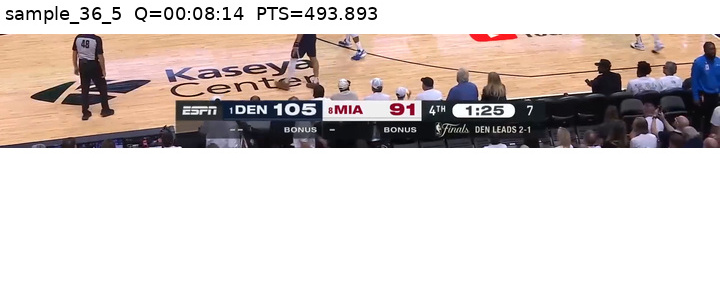 sample_36_5 Q=00:08:14 PTS=493.893
48
Kaseya
Center
ESPN 1 DEN 105 8 MIA 91 4TH 1:25 7
BONUS BONUS NBA Finals DEN LEADS 2-1